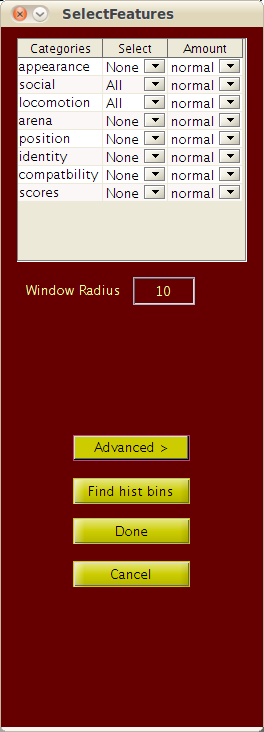 SelectFeatures
Categories Select Amount
appearance None normal
social All normal
locomotion All normal
arena None normal
position None normal
identity None normal
compatbility None normal
scores None normal
Window Radius 10
Advanced >
Find hist bins
Done
Cancel